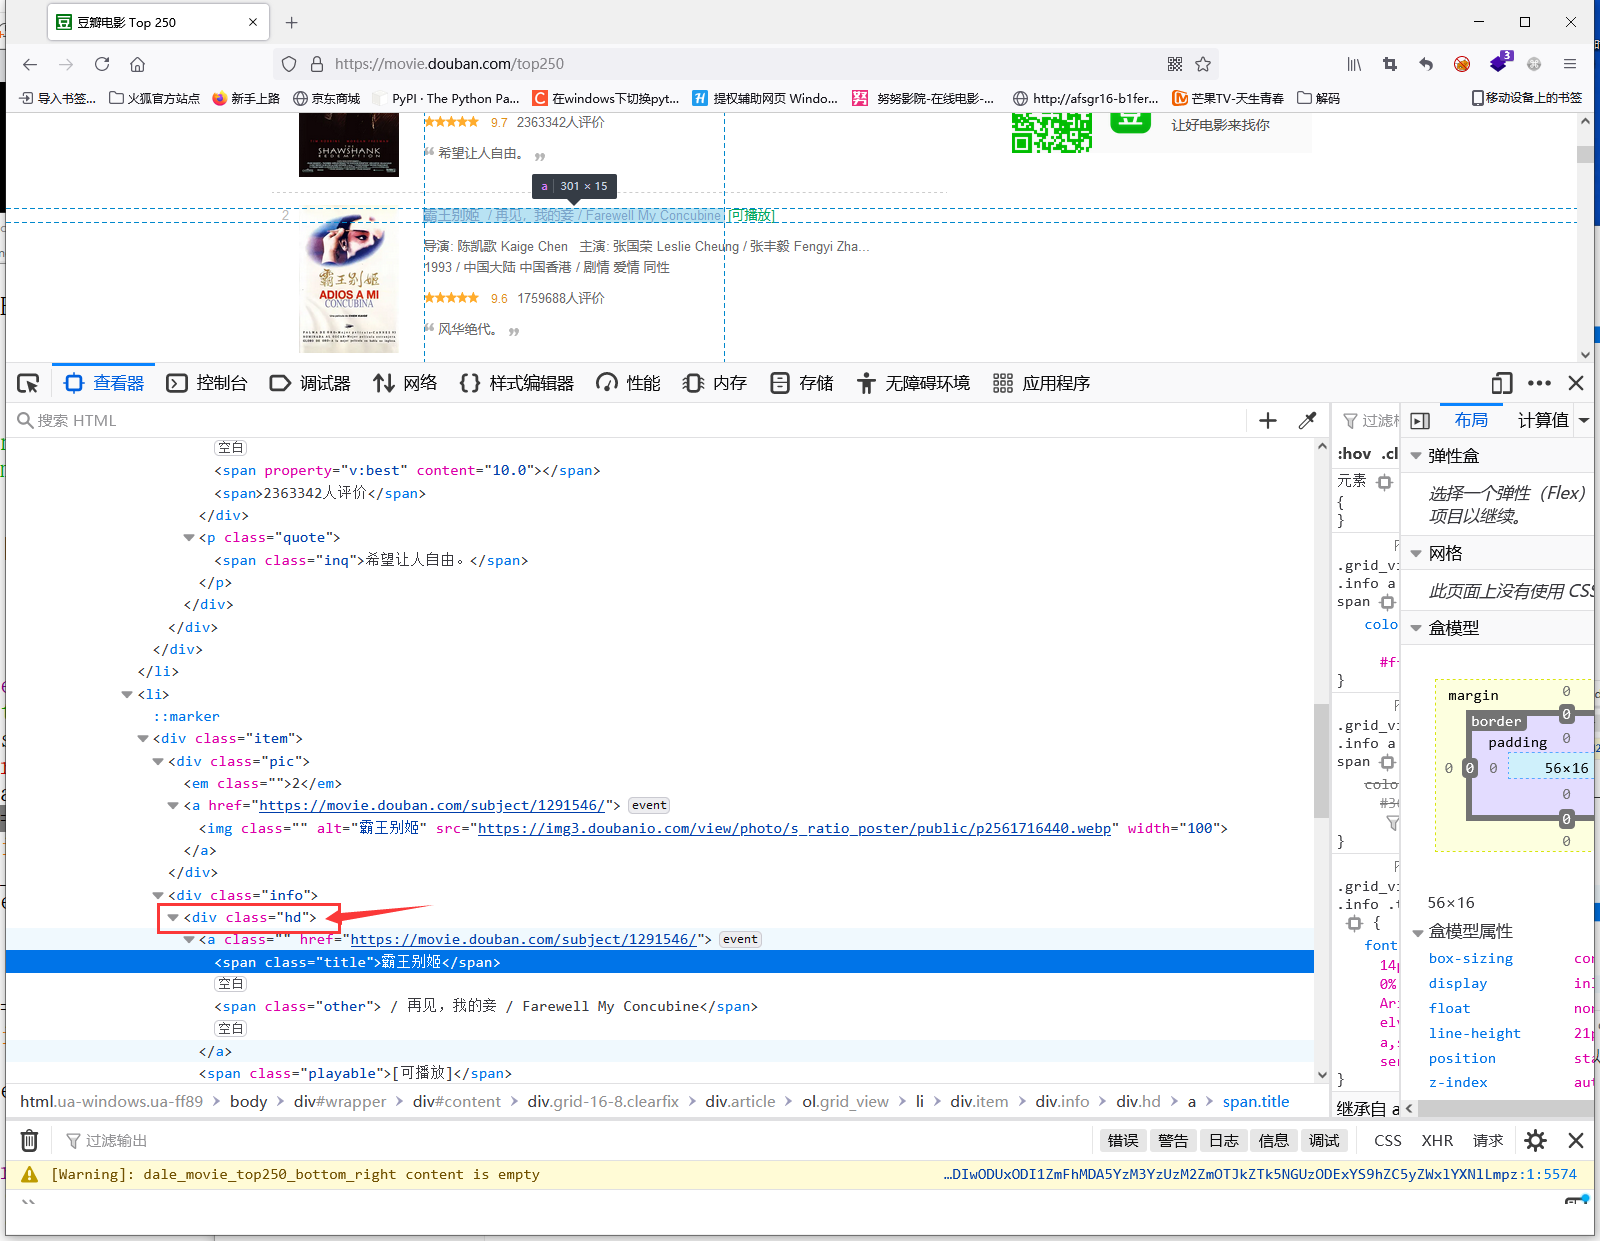 豆瓣电影 Top 250
https://movie.douban.com/top250
3
导入书签...
火狐官方站点
新手上路
京东商城
PyPI · The Python Pa...
在windows下切换pyt...
提权辅助网页 Windo...
努努影院-在线电影-...
http://afsgr16-b1fer...
芒果TV-天生青春
解码
移动设备上的书签
SHAWSHANK
REDEMPTION
9.7 2363342人评价
让好电影来找你
希望让人自由。
a 301 × 15
2
霸王别姬 / 再见，我的妾 / Farewell My Concubine [可播放]
导演: 陈凯歌 Kaige Chen 主演: 张国荣 Leslie Cheung / 张丰毅 Fengyi Zha...
1993 / 中国大陆 中国香港 / 剧情 爱情 同性
霸王别姬
ADIOS A MI
CONCUBINA
9.6 1759688人评价
风华绝代。
查看器 控制台 调试器 网络 样式编辑器 性能 内存 存储 无障碍环境 应用程序
搜索 HTML
空白
<span property="v:best" content="10.0"></span>
<span>2363342人评价</span>
</div>
<p class="quote">
<span class="inq">希望让人自由。</span>
</p>
</div>
</div>
</div>
</li>
<li>
::marker
<div class="item">
<div class="pic">
<em class="">2</em>
<a href="https://movie.douban.com/subject/1291546/"> event
<img class="" alt="霸王别姬" src="https://img3.doubanio.com/view/photo/s_ratio_poster/public/p2561716440.webp" width="100">
</a>
</div>
<div class="info">
<div class="hd">
<a class="" href="https://movie.douban.com/subject/1291546/"> event
<span class="title">霸王别姬</span>
空白
<span class="other"> / 再见，我的妾 / Farewell My Concubine</span>
空白
</a>
<span class="playable">[可播放]</span>
html.ua-windows.ua-ff89 > body > div#wrapper > div#content > div.grid-16-8.clearfix > div.article > ol.grid_view > li > div.item > div.info > div.hd > a > span.title
过滤
:hov .cl
元素
{
}
.grid_vi
.info a
span
colo
#f
}
.grid_vi
.info a
span
colo
#3
}
.grid_vi
.info .t
{
font
14p
0%
Ar
el
a,s
ser
}
继承自 a
布局 计算值
弹性盒
选择一个弹性（Flex）
项目以继续。
网格
此页面上没有使用 CSS
盒模型
margin 0
border 0
padding 0
0 0 0 56×16
0
0
0
56×16
盒模型属性
box-sizing con
display inl
float non
line-height 21p
position sta
z-index aut
过滤输出
错误 警告 日志 信息 调试 CSS XHR 请求
[Warning]: dale_movie_top250_bottom_right content is empty
…DIwODUxODI1ZmFhMDA5YzM3YzUzM2ZmOTJkZTk5NGUzODExYS9hZC5yZWxlYXNlLmpz:1:5574